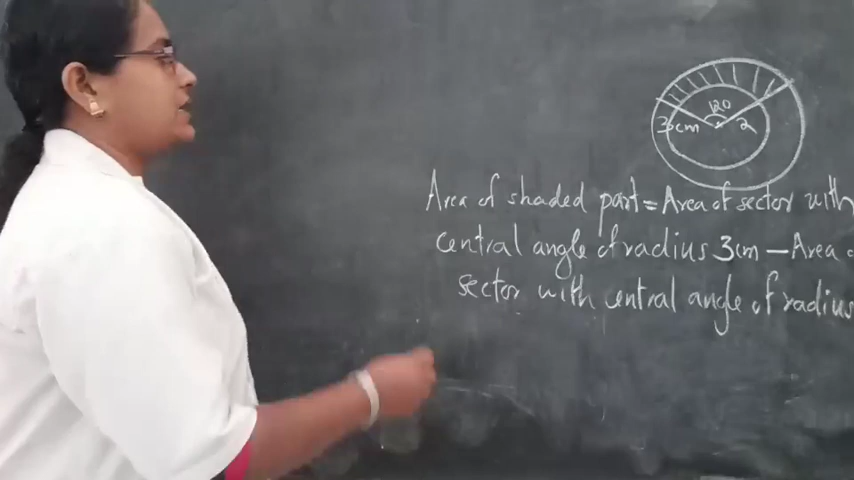 120
3cm 2
Area of shaded part = Area of sector with
central angle of radius 3cm - Area
sector with central angle of radius